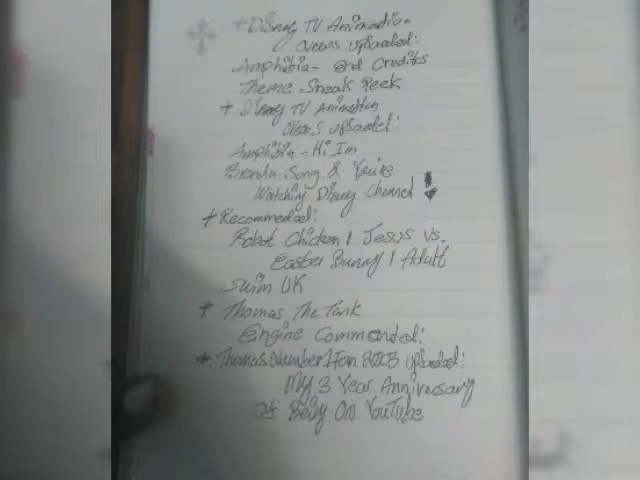 + Disney TV Animation
News uploaded:
Amphibia - End Credits
Theme - Sneak Peek
+ Disney TV Animation
News uploaded:
Amphibia - Hi Im
Brenda Song & You're
Watching Disney Channel !
+ Recommeded:
Robot Chicken | Jesus vs.
Easter Bunny | Adult
Swim UK
+ Thomas The Tank
Engine Commented:
+ ThomasNumber1Fan 2003 uploaded:
My 3 Year Anniversary
Of Being On YouTube